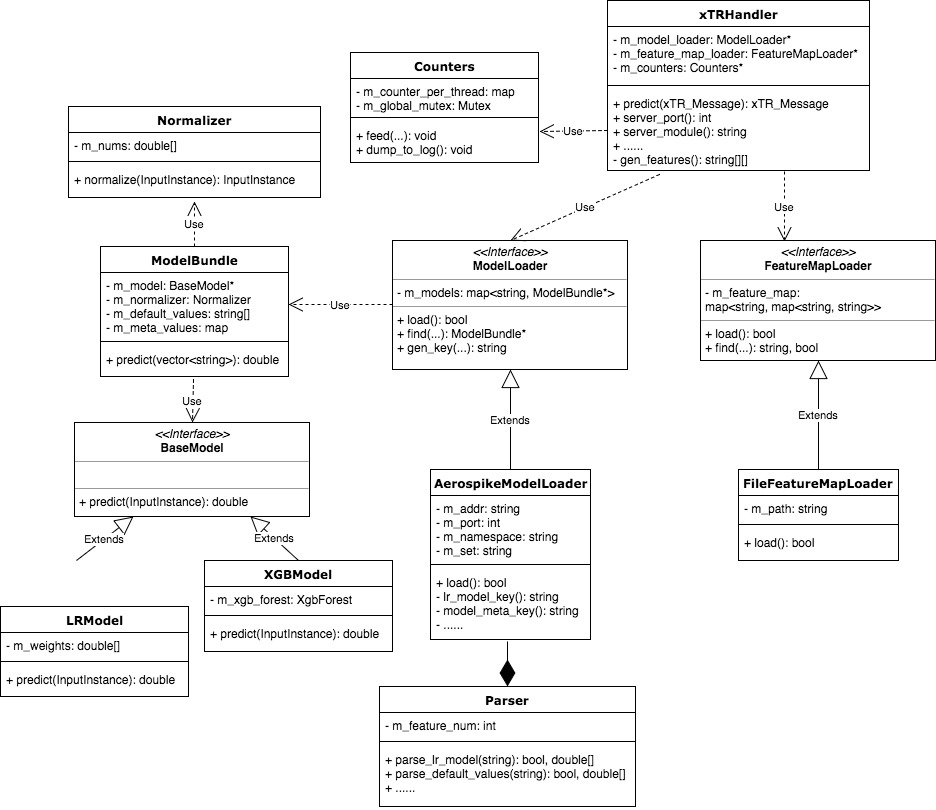 xTRHandler
- m_model_loader: ModelLoader*
- m_feature_map_loader: FeatureMapLoader*
- m_counters: Counters*
+ predict(xTR_Message): xTR_Message
+ server_port(): int
+ server_module(): string
+ ......
- gen_features(): string[][]
Counters
- m_counter_per_thread: map
- m_global_mutex: Mutex
+ feed(...): void
+ dump_to_log(): void
Use
Normalizer
- m_nums: double[]
+ normalize(InputInstance): InputInstance
Use
Use
Use
ModelBundle
- m_model: BaseModel*
- m_normalizer: Normalizer
- m_default_values: string[]
- m_meta_values: map
+ predict(vector<string>): double
Use
<<Interface>>
ModelLoader
- m_models: map<string, ModelBundle*>
+ load(): bool
+ find(...): ModelBundle*
+ gen_key(...): string
<<Interface>>
FeatureMapLoader
- m_feature_map:
map<string, map<string, string>>
+ load(): bool
+ find(...): string, bool
Use
<<Interface>>
BaseModel
+ predict(InputInstance): double
Extends
Extends
Extends
Extends
AerospikeModelLoader
- m_addr: string
- m_port: int
- m_namespace: string
- m_set: string
+ load(): bool
- lr_model_key(): string
- model_meta_key(): string
- ......
FileFeatureMapLoader
- m_path: string
+ load(): bool
XGBModel
- m_xgb_forest: XgbForest
+ predict(InputInstance): double
LRModel
- m_weights: double[]
+ predict(InputInstance): double
Parser
- m_feature_num: int
+ parse_lr_model(string): bool, double[]
+ parse_default_values(string): bool, double[]
+ ......